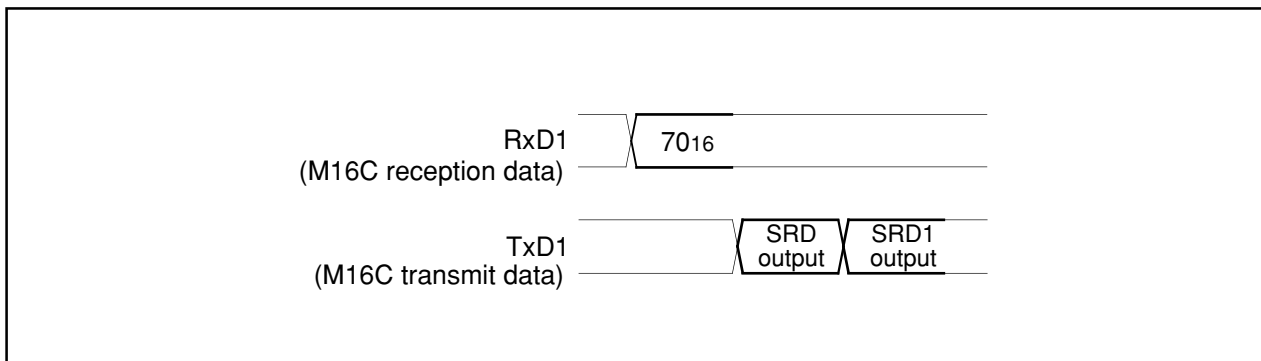 RxD1
(M16C reception data)
7016
TxD1
(M16C transmit data)
SRD
output
SRD1
output